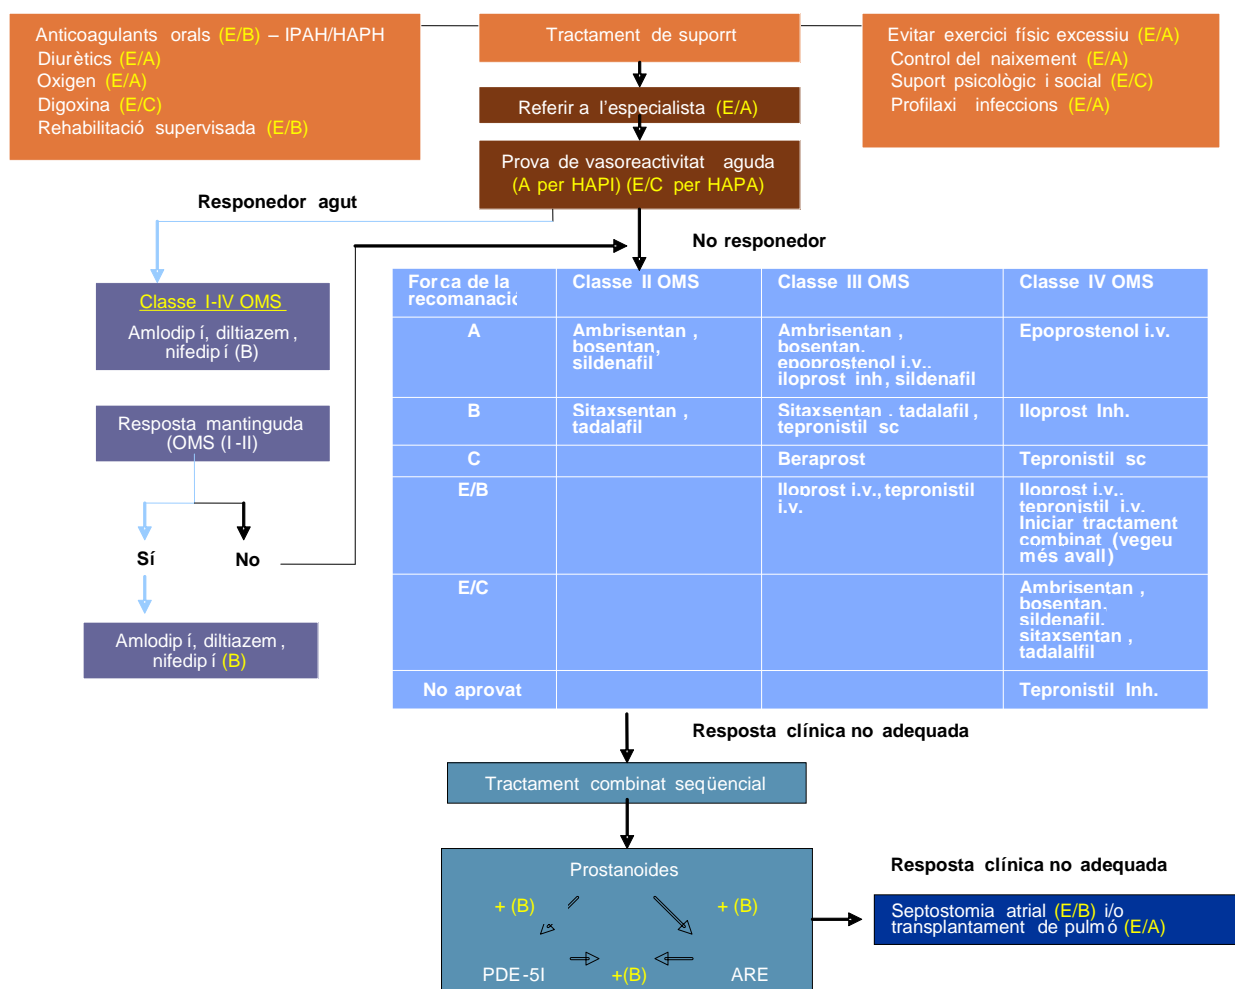 Anticoagulants orals (E/B) – IPAH/HAPH
Diurètics (E/A)
Oxigen (E/A)
Digoxina (E/C)
Rehabilitació supervisada (E/B)
Tractament de suporrt
Evitar exercici físic excessiu (E/A)
Control del naixement (E/A)
Suport psicològic i social (E/C)
Profilaxi infeccions (E/A)
Referir a l'especialista (E/A)
Prova de vasoreactivitat aguda
(A per HAPI) (E/C per HAPA)
Responedor agut
No responedor
Classe I-IV OMS
Amlodipí, diltiazem,
nifedipí (B)
Resposta mantinguda
(OMS (I-II)
Sí
No
Amlodipí, diltiazem,
nifedipí (B)
Forca de la
recomanació
Classe II OMS
Classe III OMS
Classe IV OMS
A
Ambrisentan,
bosentan,
sildenafil
Ambrisentan,
bosentan,
epoprostenol i.v.,
iloprost inh, sildenafil
Epoprostenol i.v.
B
Sitaxsentan,
tadalafil
Sitaxsentan, tadalafil,
tepronistil sc
Iloprost Inh.
C
Beraprost
Tepronistil sc
E/B
Iloprost i.v., tepronistil
i.v.
Iloprost i.v.,
tepronistil i.v.
Iniciar tractament
combinat (vegeu
més avall)
E/C
Ambrisentan,
bosentan,
sildenafil,
sitaxsentan,
tadalalfil
No aprovat
Tepronistil Inh.
Resposta clínica no adequada
Tractament combinat seqüencial
Prostanoides
+ (B)
+ (B)
PDE-5I
+(B)
ARE
Resposta clínica no adequada
Septostomia atrial (E/B) i/o
transplantament de pulmó (E/A)